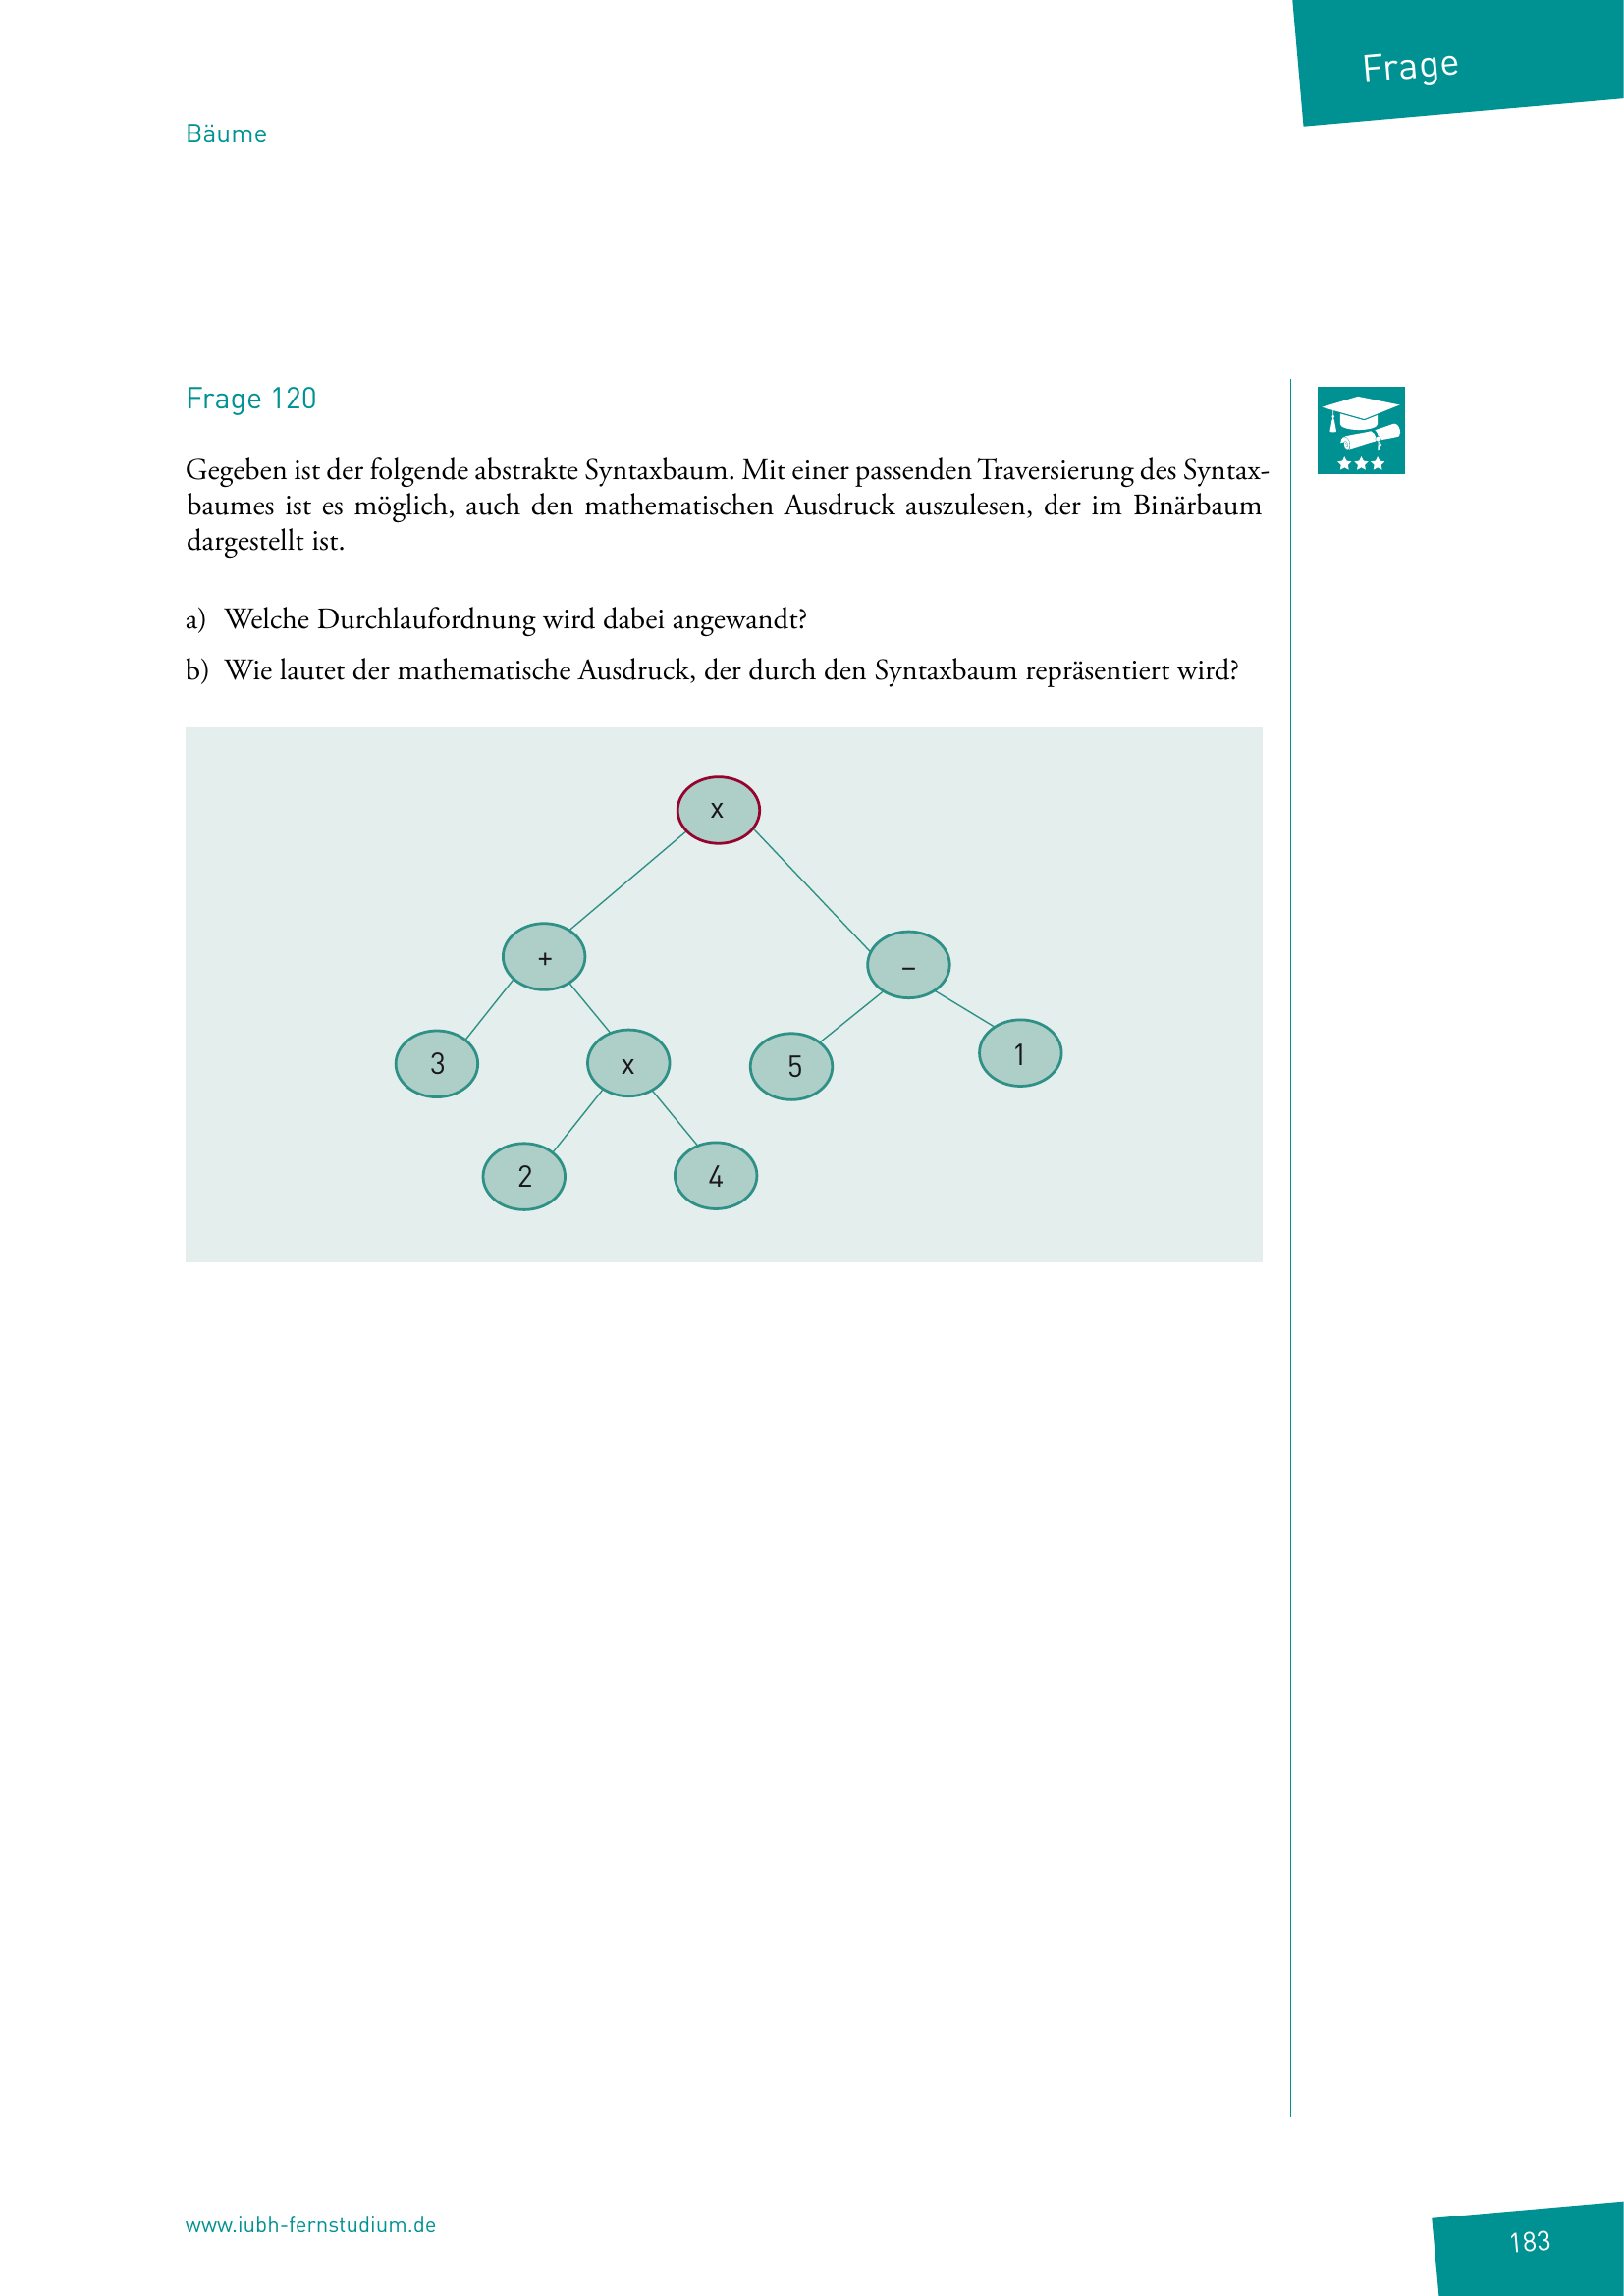 Frage
Bäume
Frage 120
Gegeben ist der folgende abstrakte Syntaxbaum. Mit einer passenden Traversierung des Syntax-
baumes ist es möglich, auch den mathematischen Ausdruck auszulesen, der im Binärbaum
dargestellt ist.
a) Welche Durchlaufordnung wird dabei angewandt?
b) Wie lautet der mathematische Ausdruck, der durch den Syntaxbaum repräsentiert wird?
x
+ –
3 x 5 1
2 4
www.iubh-fernstudium.de
183